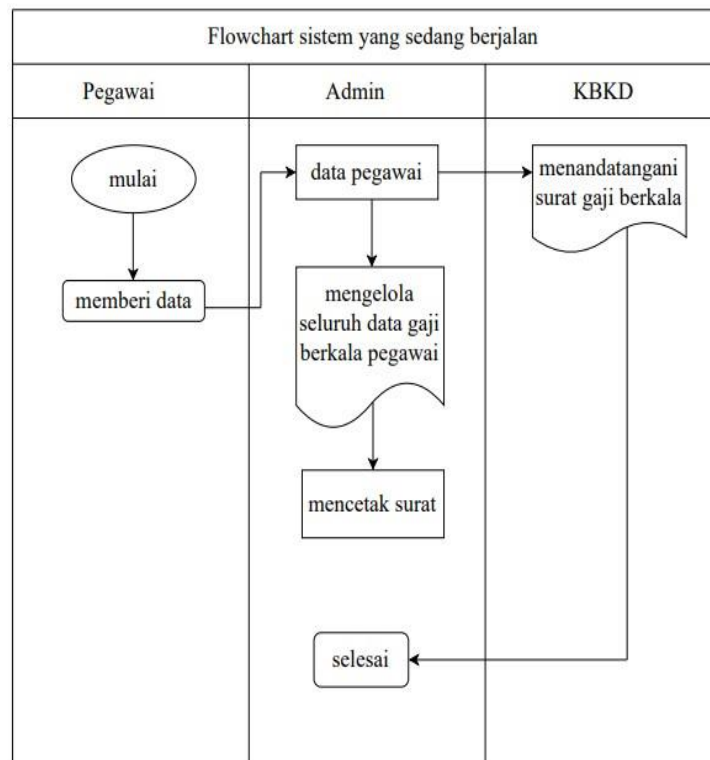 Flowchart sistem yang sedang berjalan
Pegawai
Admin
KBKD
mulai
memberi data
data pegawai
mengelola
seluruh data gaji
berkala pegawai
mencetak surat
selesai
menandatangani
surat gaji berkala